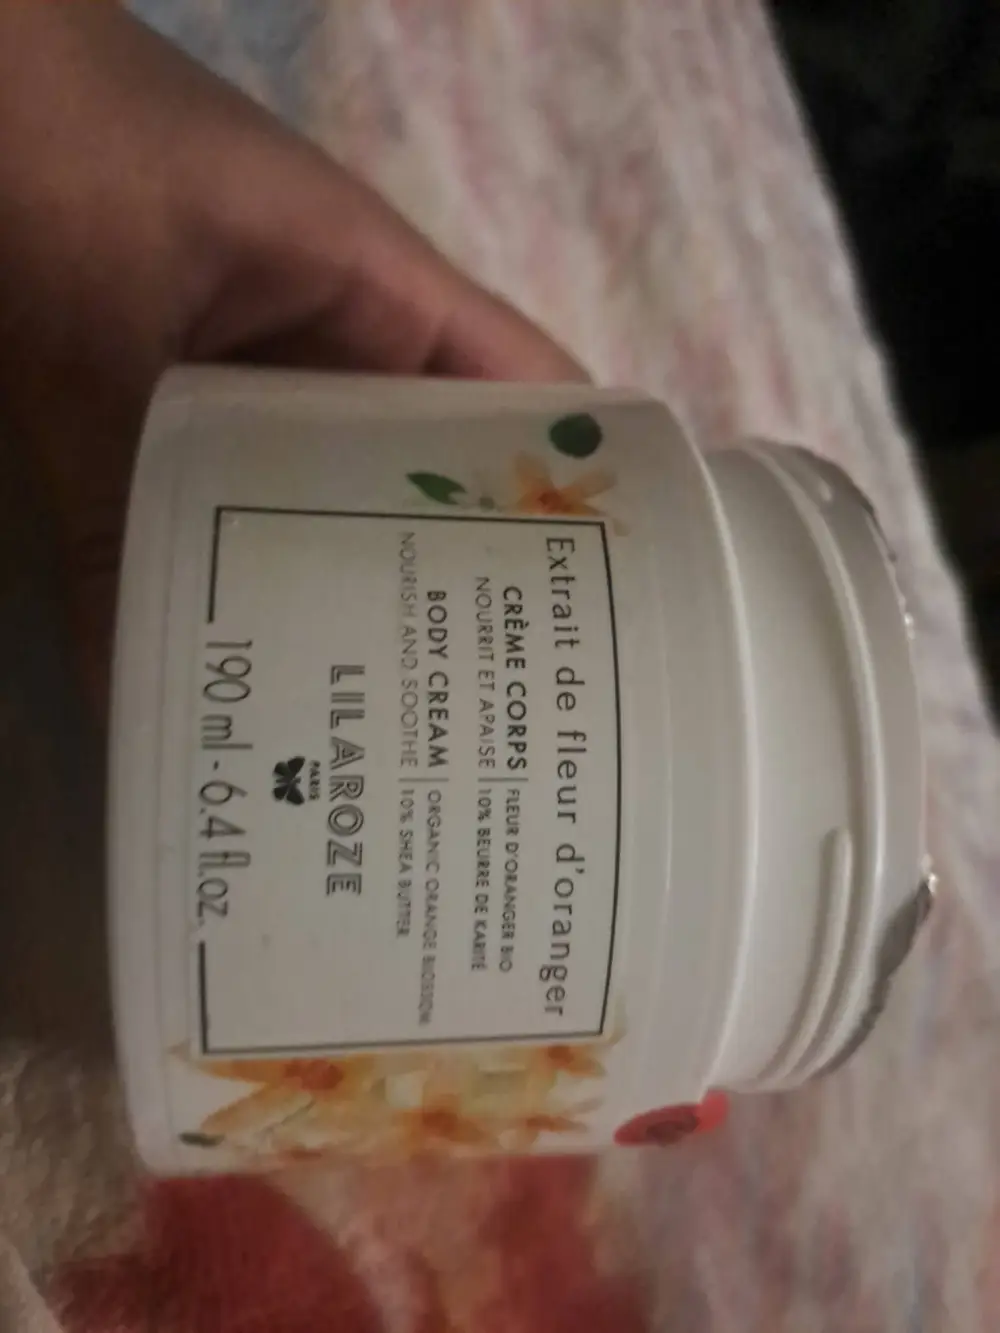 Extrait de fleur d'oranger
CRÈME CORPS | FLEUR D'ORANGER BIO
NOURRIT ET APAISE | 10% BEURRE DE KARITÉ
BODY CREAM | ORGANIC ORANGE BLOSSOM
NOURISH AND SOOTHE | 10% SHEA BUTTER
LILAROZE
PARIS
190 ml - 6.4 fl.oz.